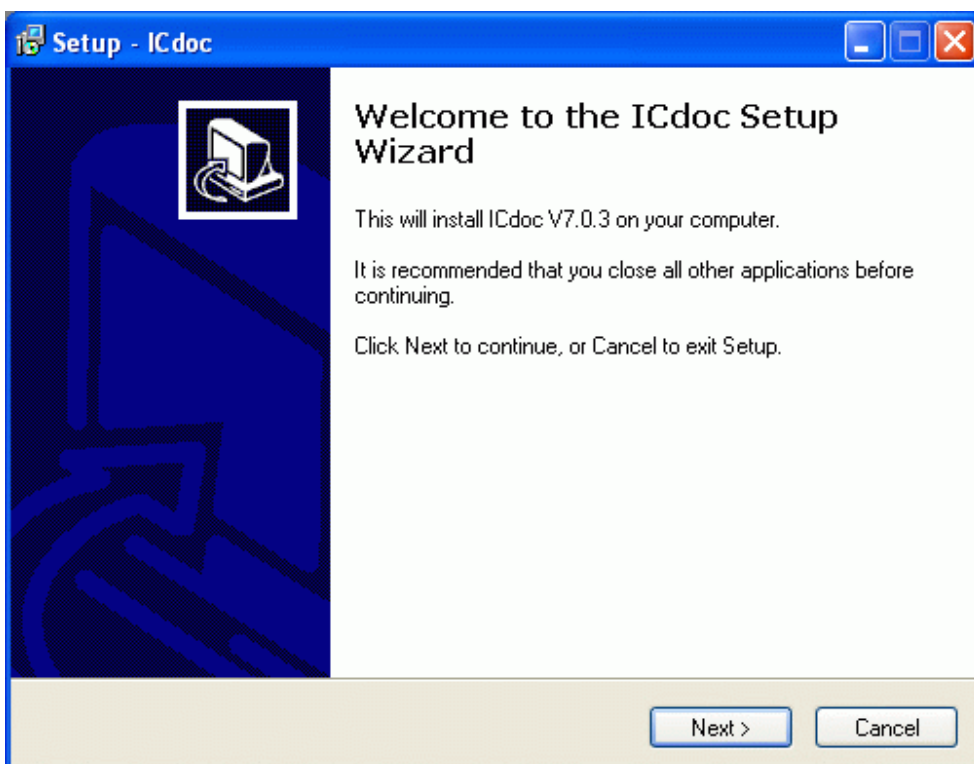 Setup - ICdoc
Welcome to the ICdoc Setup
Wizard
This will install ICdoc V7.0.3 on your computer.
It is recommended that you close all other applications before
continuing.
Click Next to continue, or Cancel to exit Setup.
Next >
Cancel